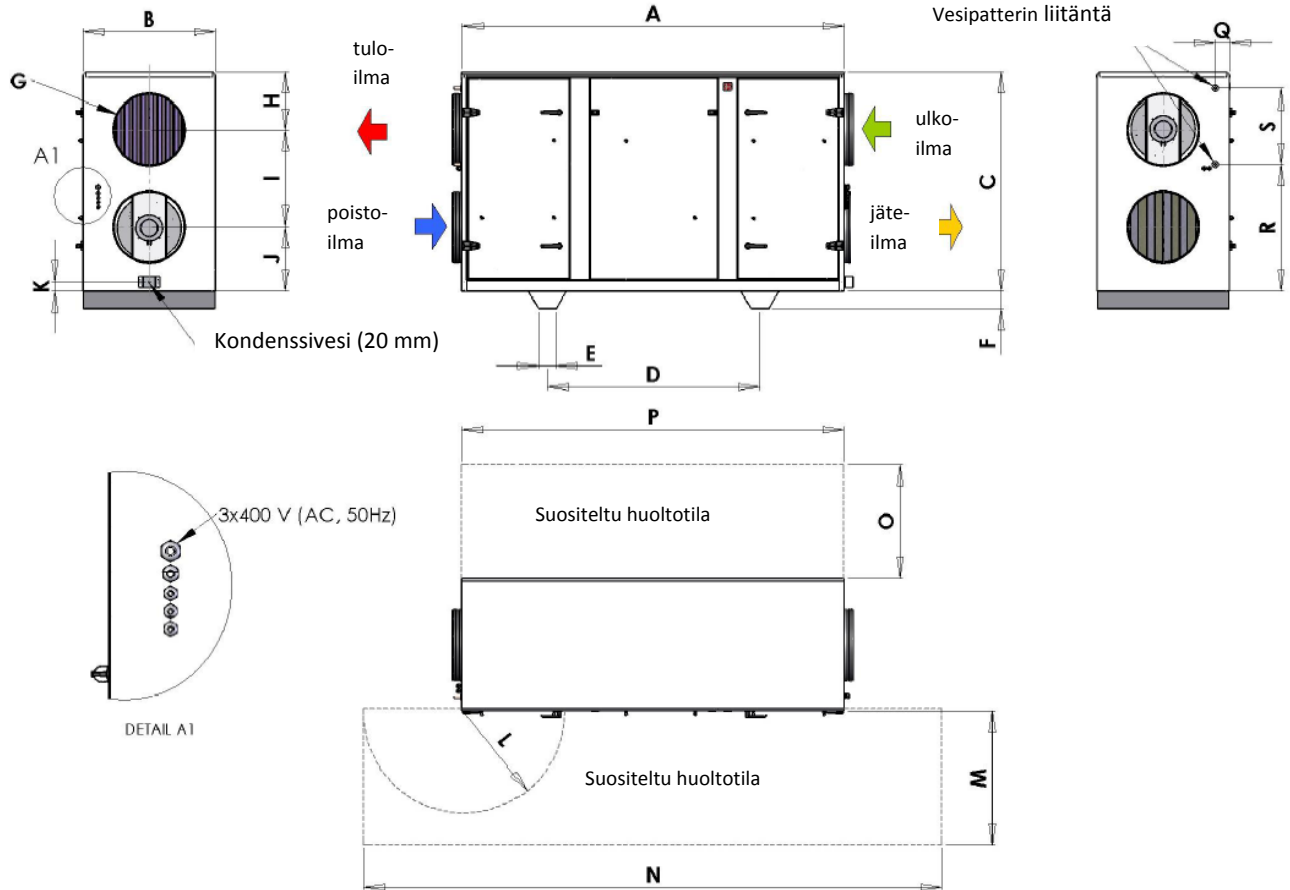 B
A
Vesipatterin liitäntä
Q
tulo-
ilma
G
H
ulko-
ilma
S
A1
I
C
poisto-
ilma
jäte-
ilma
R
J
K
Kondenssivesi (20 mm)
E
F
D
P
3x400 V (AC, 50Hz)
Suositeltu huoltotila
O
DETAIL A1
L
Suositeltu huoltotila
M
N